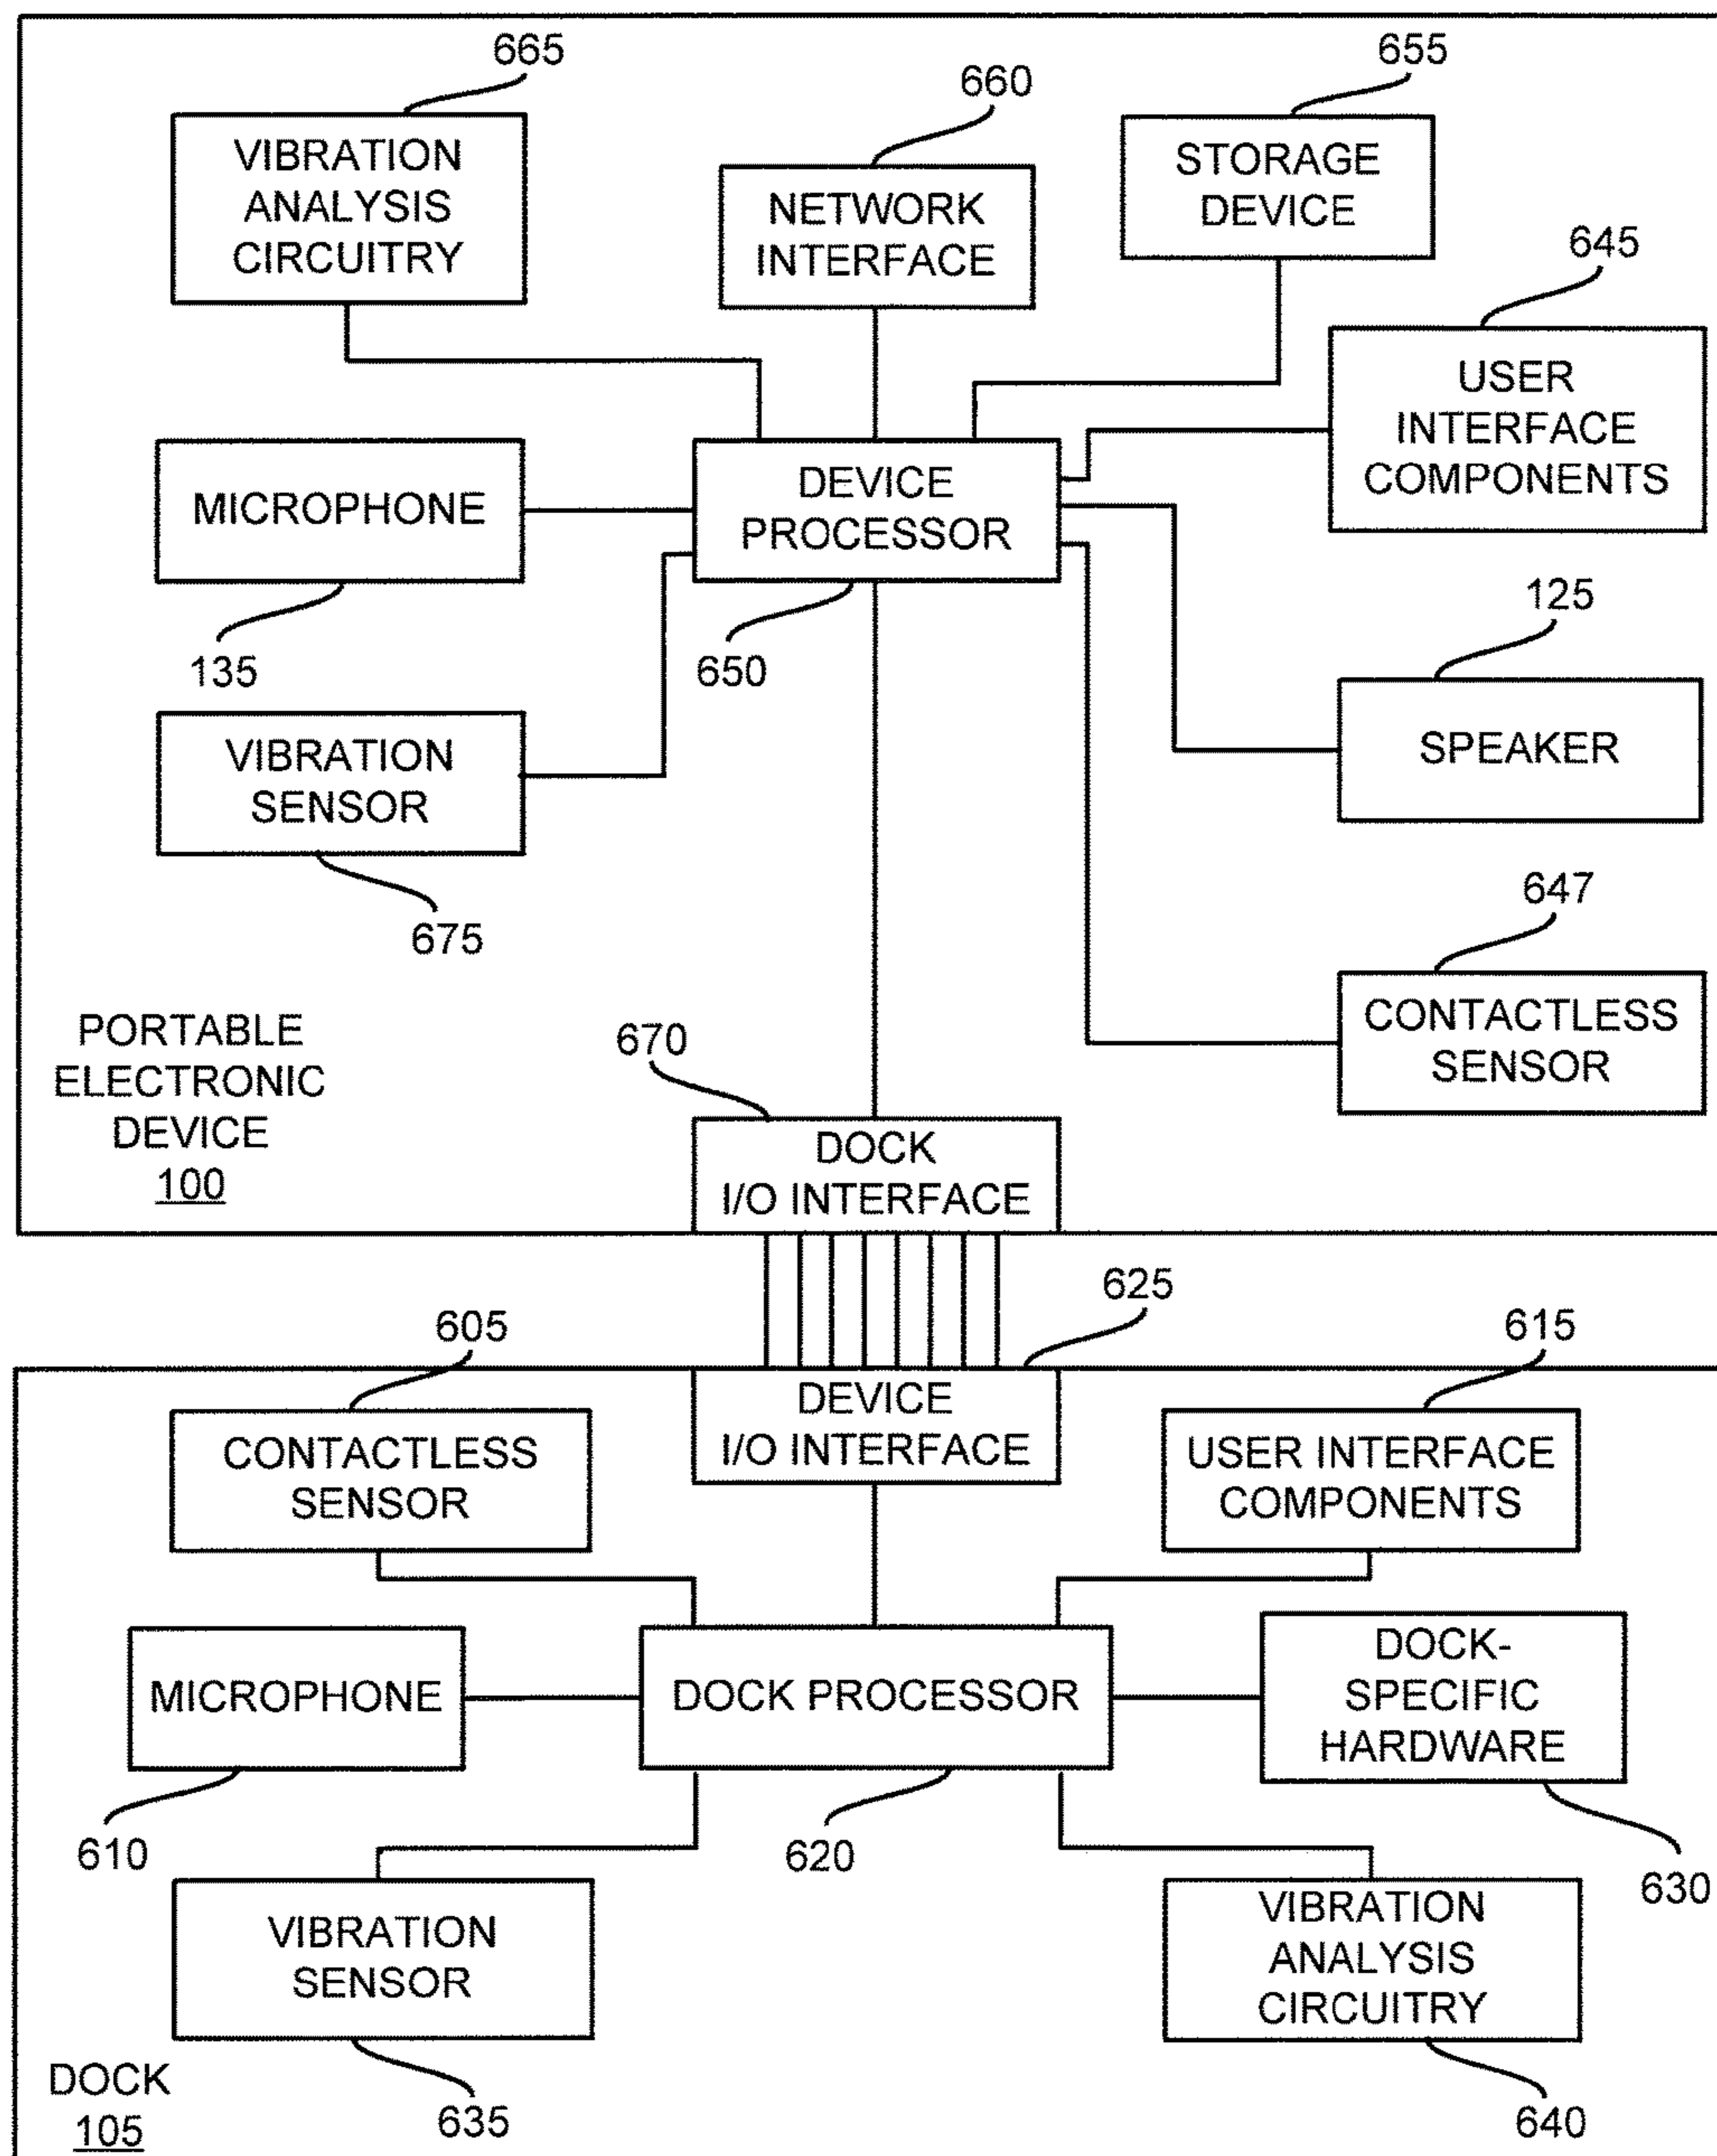 665
660
655
VIBRATION
ANALYSIS
CIRCUITRY
NETWORK
INTERFACE
STORAGE
DEVICE
645
USER
INTERFACE
COMPONENTS
MICROPHONE
DEVICE
PROCESSOR
135
650
125
VIBRATION
SENSOR
SPEAKER
675
647
CONTACTLESS
SENSOR
PORTABLE
ELECTRONIC
DEVICE
100
670
DOCK
I/O INTERFACE
625
605
615
DEVICE
I/O INTERFACE
CONTACTLESS
SENSOR
USER INTERFACE
COMPONENTS
MICROPHONE
DOCK PROCESSOR
DOCK-
SPECIFIC
HARDWARE
610
620
630
VIBRATION
SENSOR
VIBRATION
ANALYSIS
CIRCUITRY
DOCK
105
635
640